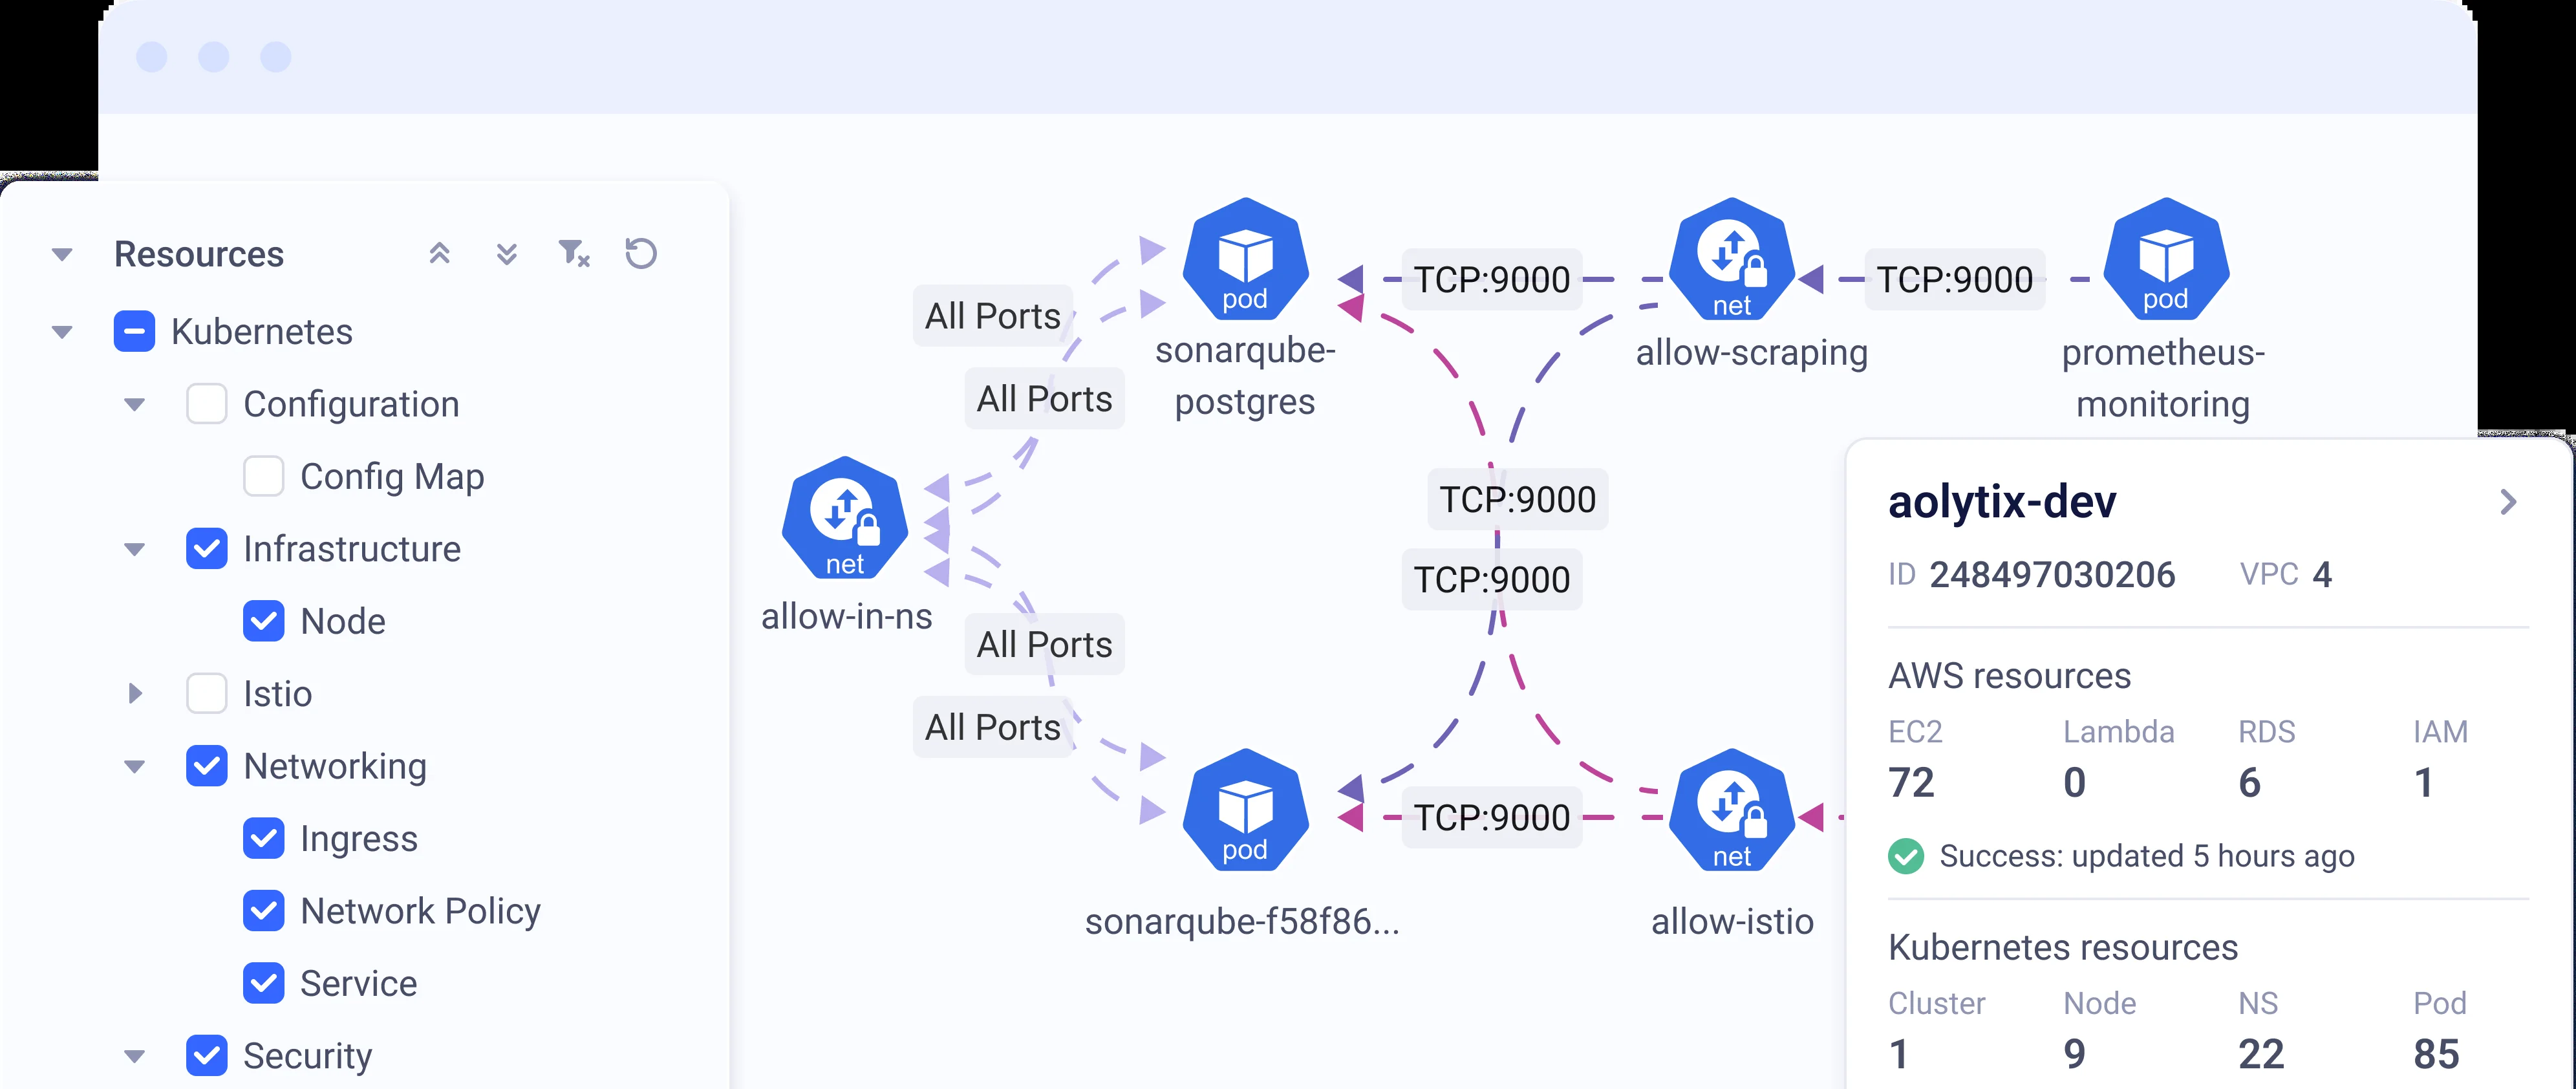 Resources
Kubernetes
Configuration
Config Map
Infrastructure
Node
Istio
Networking
Ingress
Network Policy
Service
Security
All Ports
All Ports
All Ports
All Ports
net
allow-in-ns
pod
sonarqube-
postgres
TCP:9000
net
allow-scraping
TCP:9000
pod
prometheus-
monitoring
TCP:9000
TCP:9000
pod
sonarqube-f58f86...
TCP:9000
net
allow-istio
aolytix-dev
ID 248497030206 VPC 4
AWS resources
EC2 Lambda RDS IAM
72 0 6 1
Success: updated 5 hours ago
Kubernetes resources
Cluster Node NS Pod
1 9 22 85